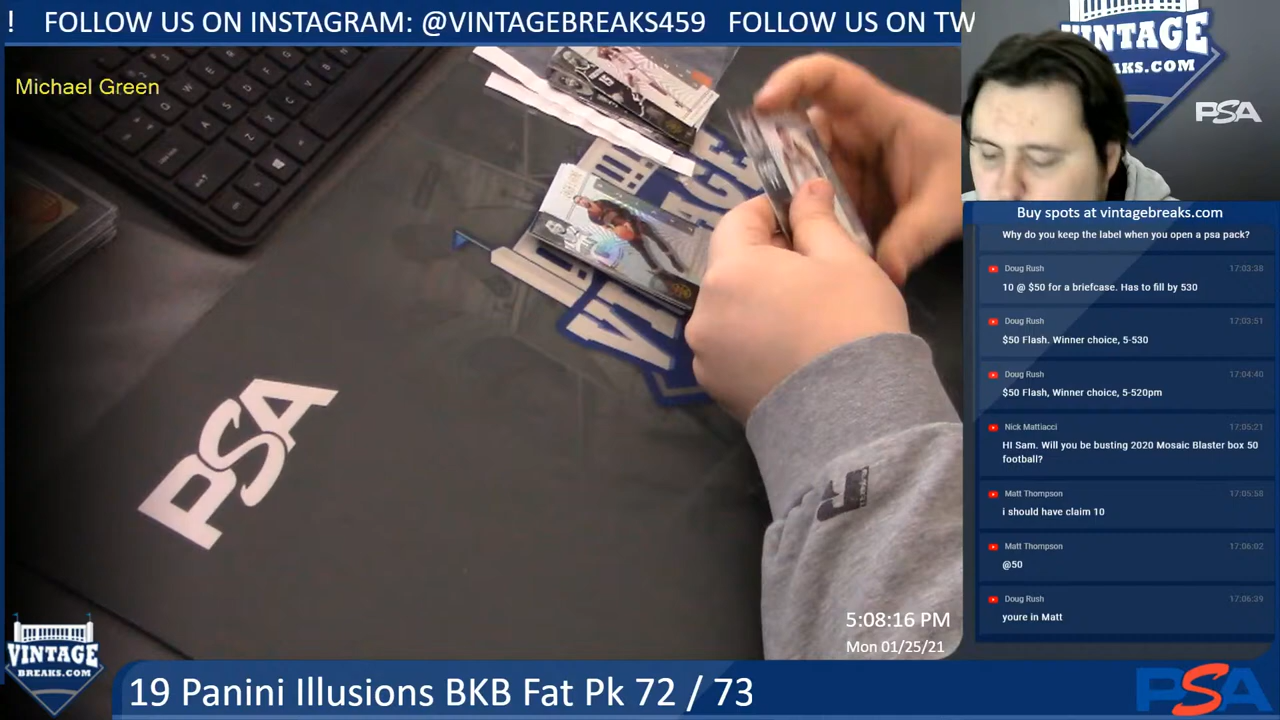 ! FOLLOW US ON INSTAGRAM: @VINTAGEBREAKS459 FOLLOW US ON TW
Michael Green
VINTAGE
AKS.COM
PSA
Buy spots at vintagebreaks.com
Why do you keep the label when you open a psa pack?
Doug Rush 17:03:38
10 @ $50 for a briefcase. Has to fill by 530
Doug Rush 17:03:51
$50 Flash. Winner choice, 5-530
Doug Rush 17:04:40
$50 Flash, Winner choice, 5-520pm
Nick Mattiacci 17:05:21
HI Sam. Will you be busting 2020 Mosaic Blaster box 50
football?
Matt Thompson 17:05:58
i should have claim 10
Matt Thompson 17:06:02
@50
Doug Rush 17:06:39
youre in Matt
PSA
5:08:16 PM
Mon 01/25/21
VINTAGE
BREAKS.COM
19 Panini Illusions BKB Fat Pk 72 / 73
PSA